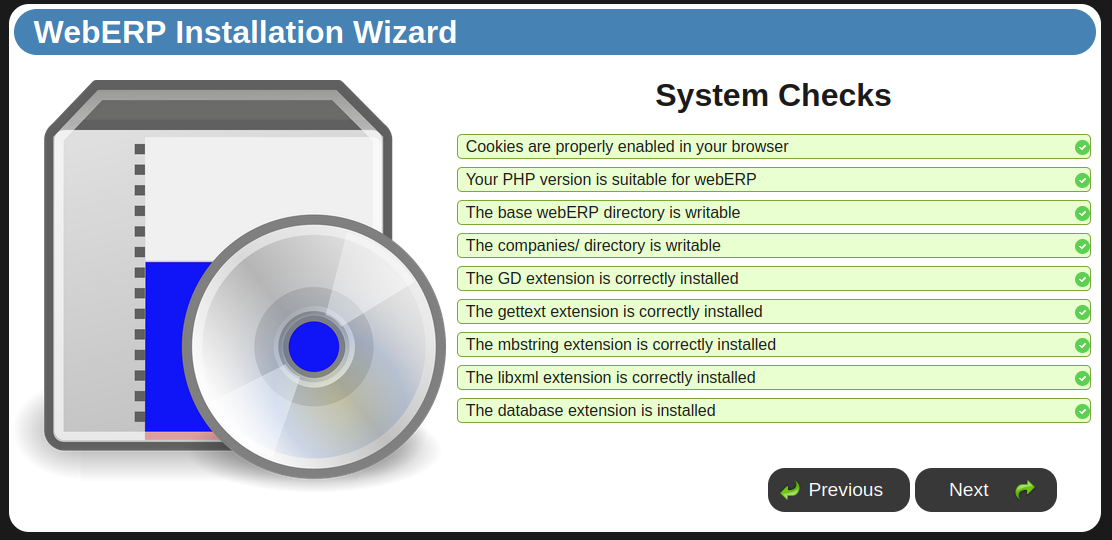 WebERP Installation Wizard
System Checks
Cookies are properly enabled in your browser
Your PHP version is suitable for webERP
The base webERP directory is writable
The companies/ directory is writable
The GD extension is correctly installed
The gettext extension is correctly installed
The mbstring extension is correctly installed
The libxml extension is correctly installed
The database extension is installed
Previous
Next